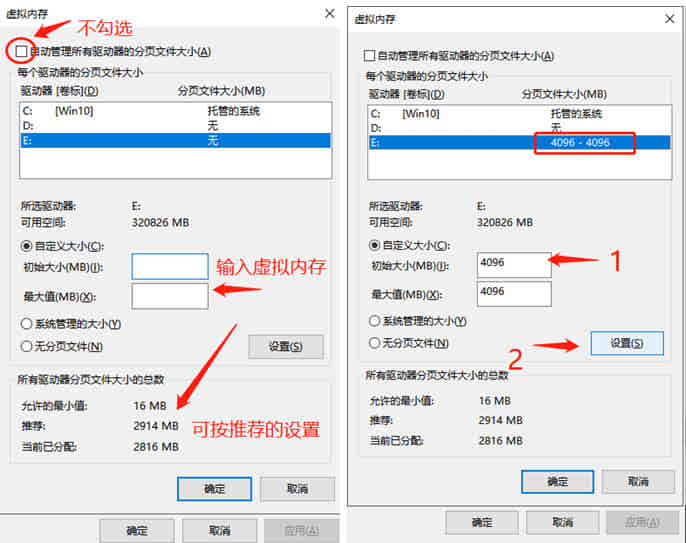 虚拟内存
不勾选
自动管理所有驱动器的分页文件大小(A)
每个驱动器的分页文件大小
驱动器 [卷标](D) 分页文件大小(MB)
C: [Win10] 托管的系统
D: 无
E: 无
所选驱动器: E:
可用空间: 320826 MB
自定义大小(C):
初始大小(MB)(I):
输入虚拟内存
最大值(MB)(X):
系统管理的大小(Y)
无分页文件(N)
设置(S)
所有驱动器分页文件大小的总数
允许的最小值: 16 MB
推荐: 2914 MB
可按推荐的设置
当前已分配: 2816 MB
确定 取消
确定 取消 应用(A)
虚拟内存
自动管理所有驱动器的分页文件大小(A)
每个驱动器的分页文件大小
驱动器 [卷标](D) 分页文件大小(MB)
C: [Win10] 托管的系统
D: 无
E: 4096 - 4096
所选驱动器: E:
可用空间: 320826 MB
自定义大小(C):
初始大小(MB)(I): 4096
1
最大值(MB)(X): 4096
系统管理的大小(Y)
无分页文件(N)
2
设置(S)
所有驱动器分页文件大小的总数
允许的最小值: 16 MB
推荐: 2914 MB
当前已分配: 2816 MB
确定 取消
确定 取消 应用(A)